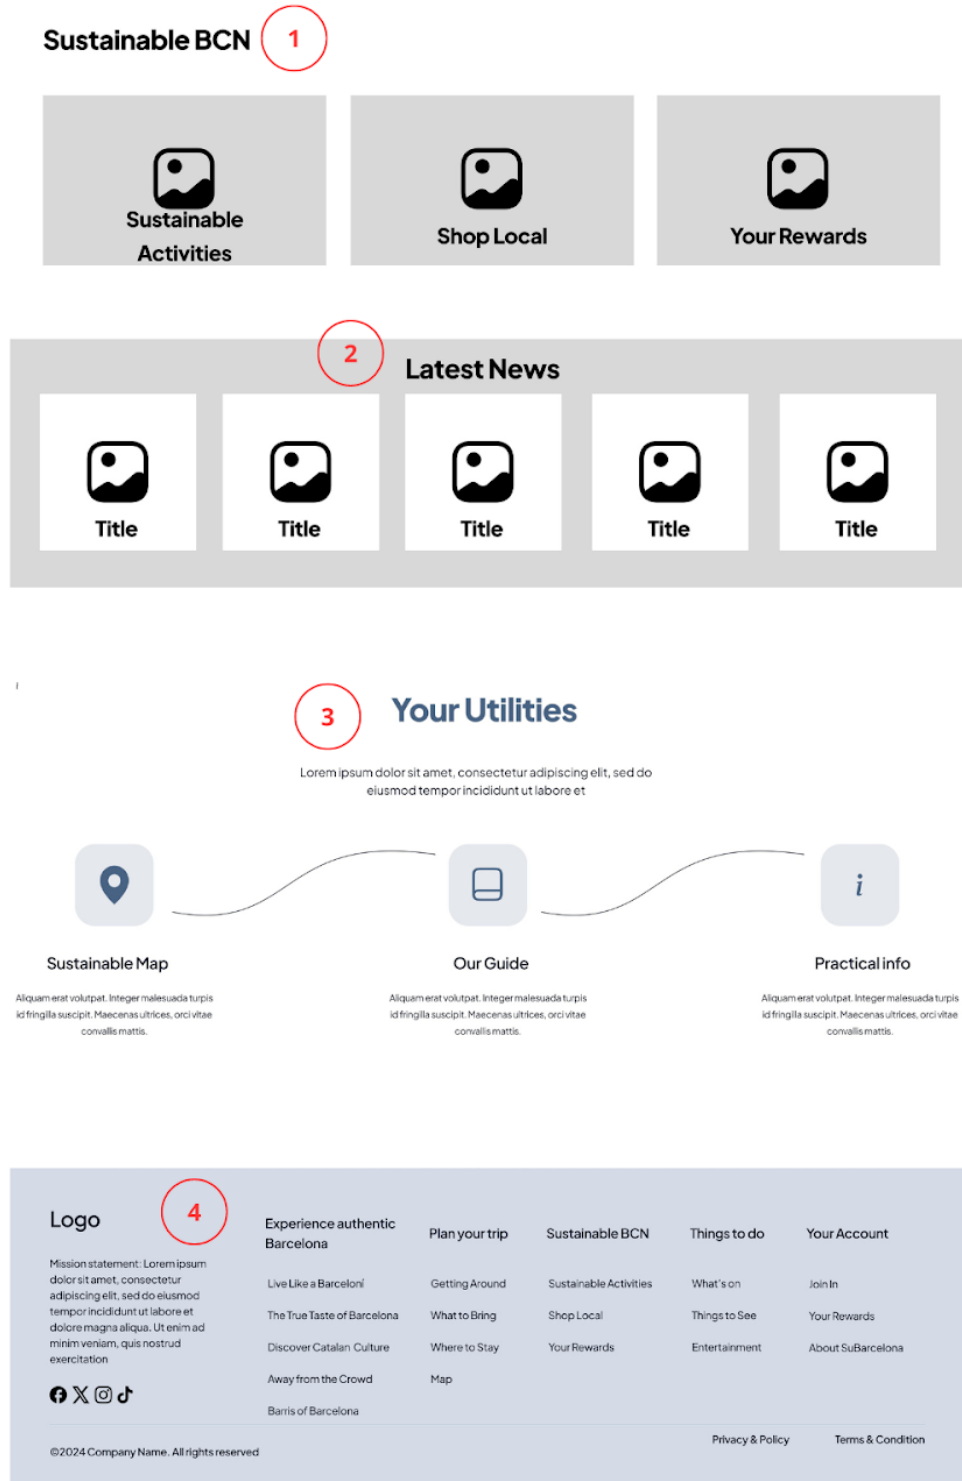 Sustainable BCN
1
Sustainable
Activities
Shop Local
Your Rewards
2
Latest News
Title
Title
Title
Title
Title
3
Your Utilities
Lorem ipsum dolor sit amet, consectetur adipiscing elit, sed do
eiusmod tempor incididunt ut labore et
i
Sustainable Map
Aliquam erat volutpat. Integer malesuada turpis
id fringilla suscipit. Maecenas ultrices, orci vitae
convallis mattis.
Our Guide
Aliquam erat volutpat. Integer malesuada turpis
id fringilla suscipit. Maecenas ultrices, orci vitae
convallis mattis.
Practical info
Aliquam erat volutpat. Integer malesuada turpis
id fringilla suscipit. Maecenas ultrices, orci vitae
convallis mattis.
4
Logo
Mission statement: Lorem ipsum
dolor sit amet, consectetur
adipiscing elit, sed do eiusmod
tempor incididunt ut labore et
dolore magna aliqua. Ut enim ad
minim veniam, quis nostrud
exercitation
Experience authentic
Barcelona
Live Like a Barceloní
The True Taste of Barcelona
Discover Catalan Culture
Away from the Crowd
Barris of Barcelona
Plan your trip
Getting Around
What to Bring
Where to Stay
Map
Sustainable BCN
Sustainable Activities
Shop Local
Your Rewards
Things to do
What's on
Things to See
Entertainment
Your Account
Join In
Your Rewards
About SuBarcelona
©2024 Company Name. All rights reserved
Privacy & Policy
Terms & Condition